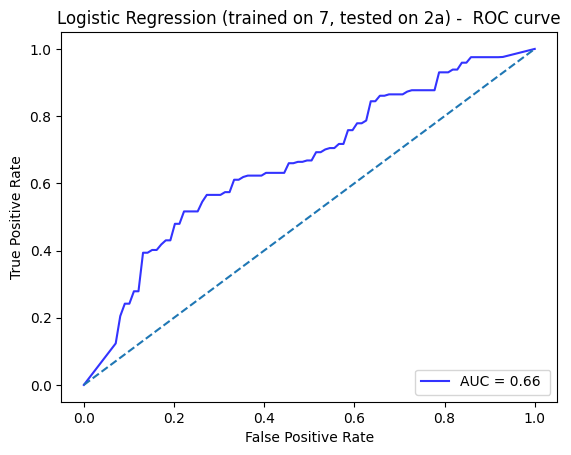 Logistic Regression (trained on 7, tested on 2a) -  ROC curve
1.0
0.8
0.6
0.4
0.2
0.0
True Positive Rate
AUC = 0.66
0.0 0.2 0.4 0.6 0.8 1.0
False Positive Rate